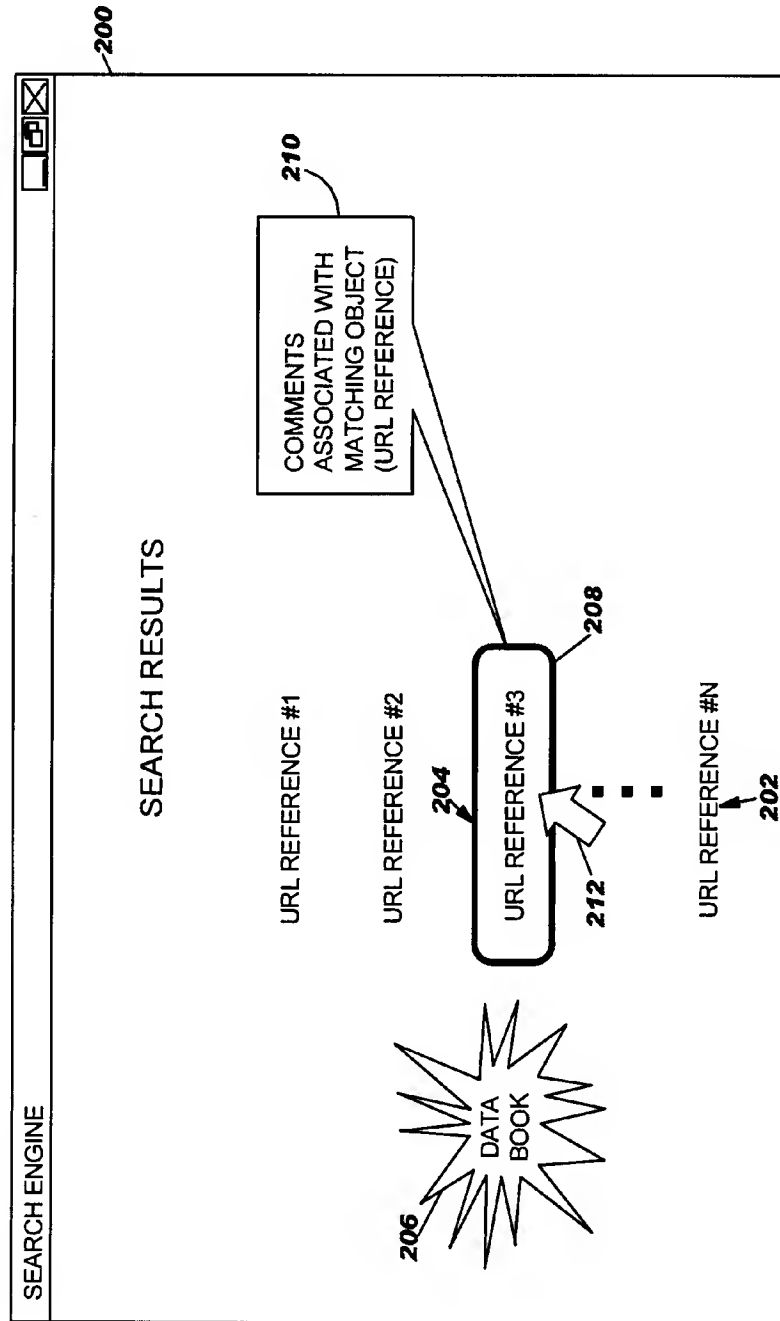 SEARCH ENGINE
200
SEARCH RESULTS
210
COMMENTS
ASSOCIATED WITH
MATCHING OBJECT
(URL REFERENCE)
URL REFERENCE #1
URL REFERENCE #2
204
URL REFERENCE #3
208
206
DATA
BOOK
212
URL REFERENCE #N
202